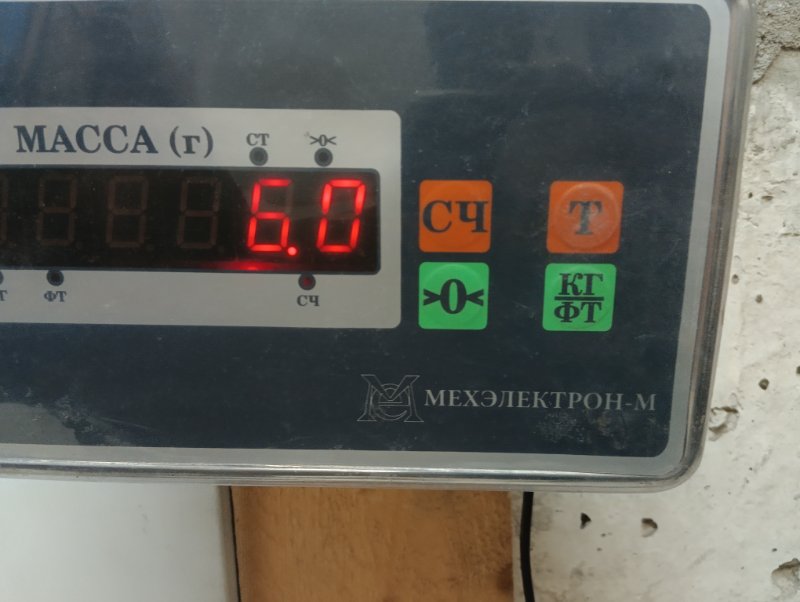 МАССА (г)
СТ >0<
6.0
ФТ
СЧ
СЧ Т
>0< КГ
ФТ
МЕХЭЛЕКТРОН-М